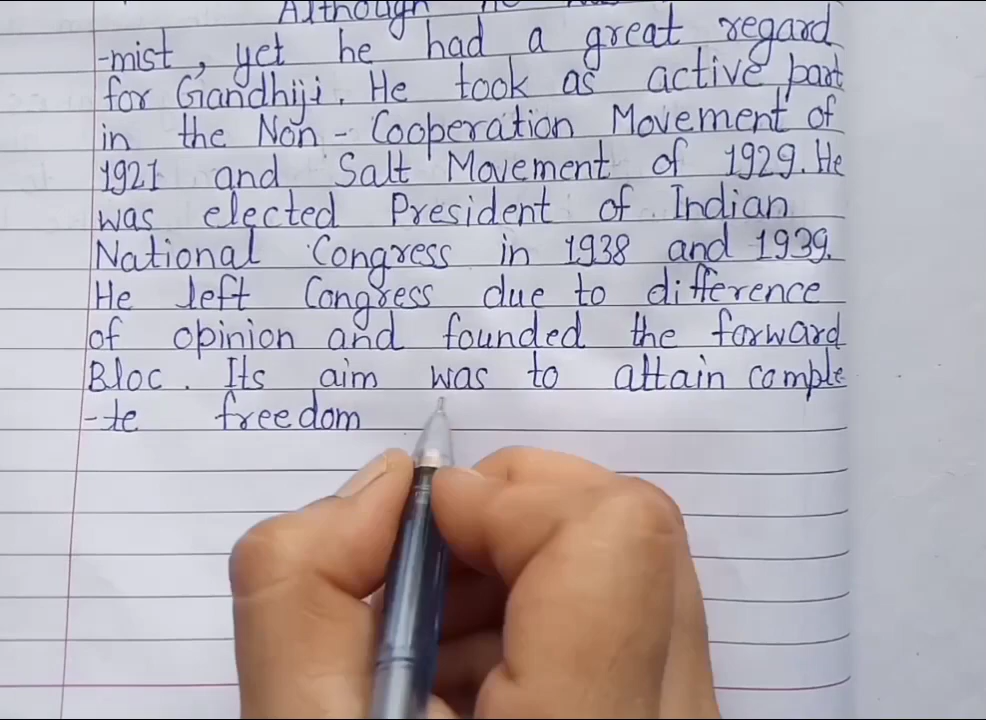 Although he
-mist, yet he had a great regard
for Gandhiji. He took as active part
in the Non - Cooperation Movement of
1921 and Salt Movement of 1929. He
was elected President of Indian
National Congress in 1938 and 1939.
He left Congress due to difference
of opinion and founded the forward
Bloc. Its aim was to attain comple
-te freedom